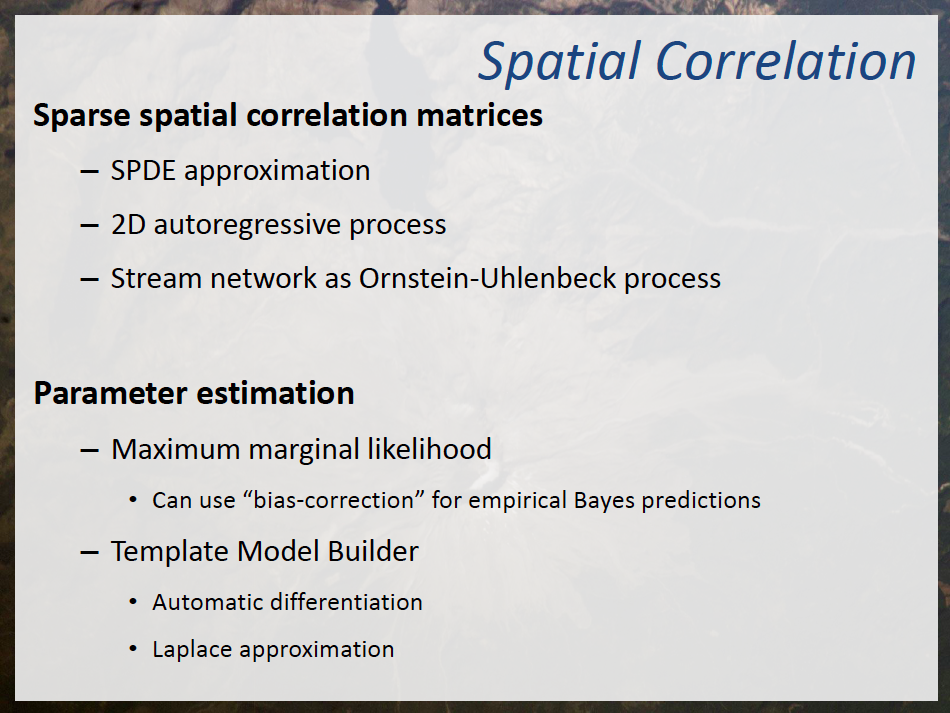 Spatial Correlation
Sparse spatial correlation matrices
– SPDE approximation
– 2D autoregressive process
– Stream network as Ornstein-Uhlenbeck process
Parameter estimation
– Maximum marginal likelihood
• Can use “bias-correction” for empirical Bayes predictions
– Template Model Builder
• Automatic differentiation
• Laplace approximation